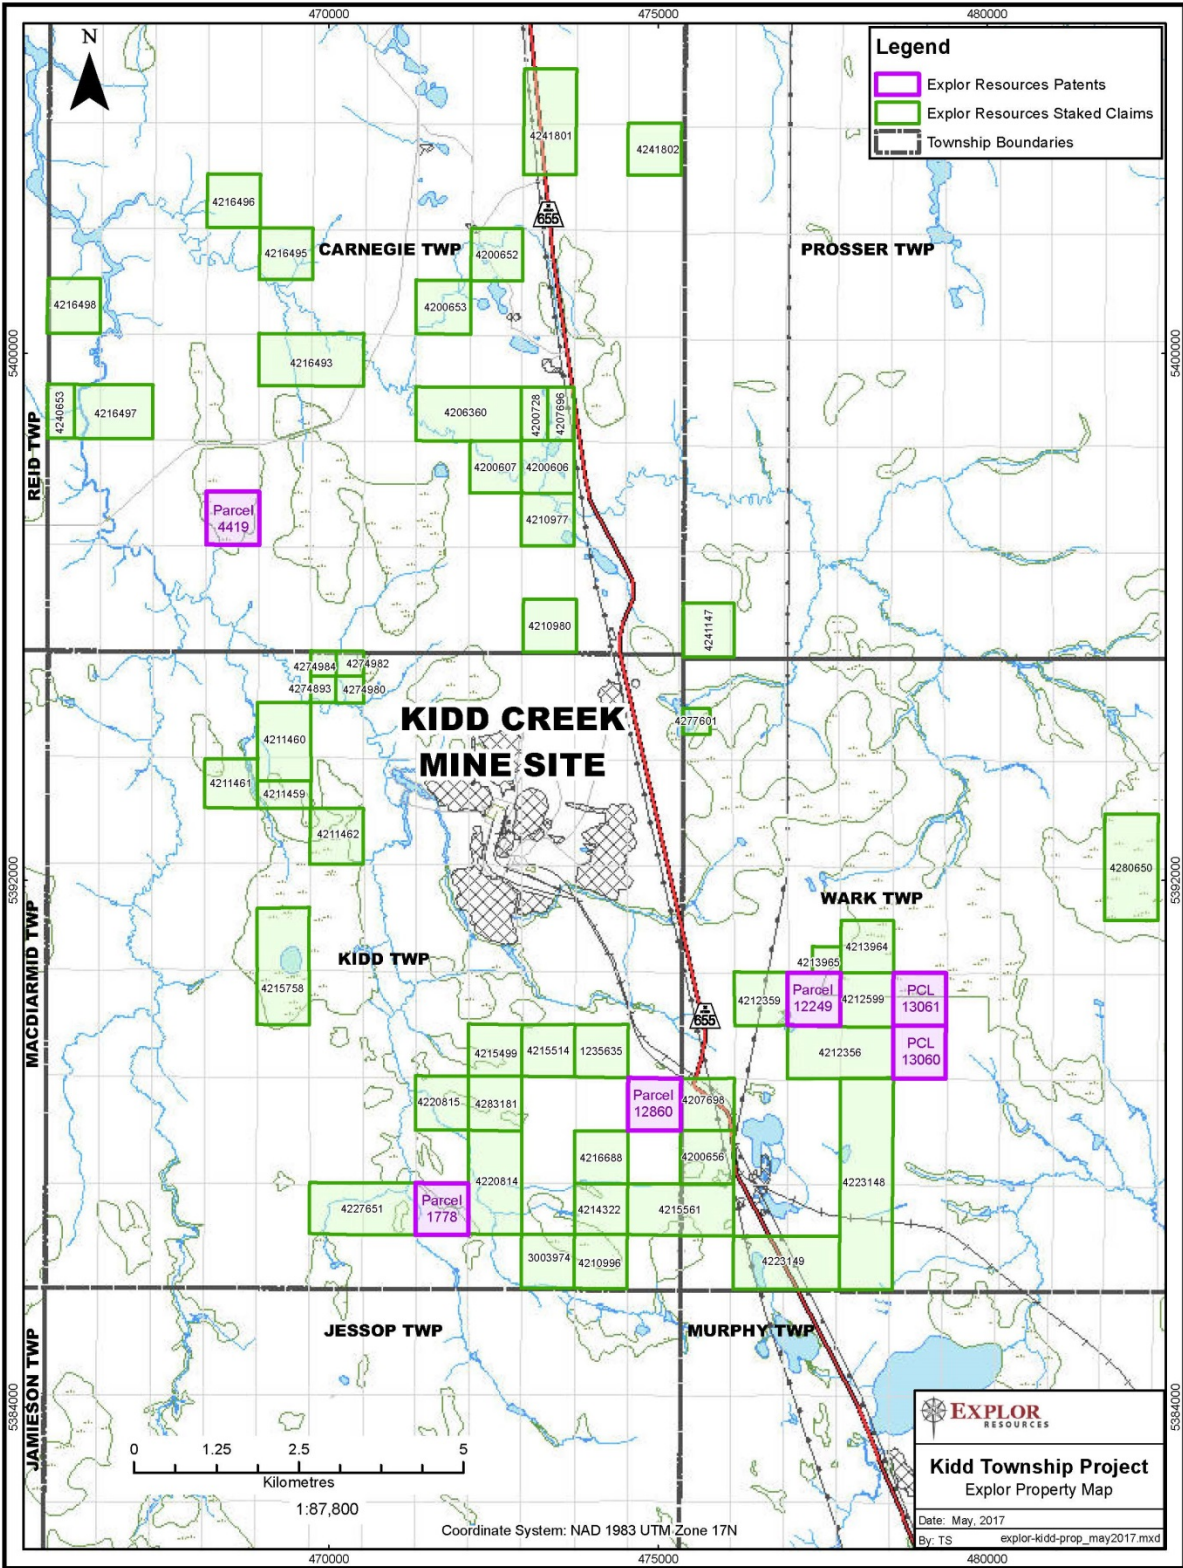 470000
475000
480000
N
Legend
Explor Resources Patents
Explor Resources Staked Claims
Township Boundaries
4241801
4241802
655
4216496
4216495
CARNEGIE TWP
4200652
PROSSER TWP
4216498
4200653
5400000
5400000
4216493
4240653
4216497
4206360
4200728
4207696
REID TWP
4200607
4200606
Parcel
4419
4210977
4210980
4241147
4274984
4274982
4274893
4274980
KIDD CREEK
MINE SITE
4277601
4211460
4211461
4211459
4211462
4280650
5392000
5392000
WARK TWP
MACDIARMID TWP
KIDD TWP
4213964
4213965
4215758
4212359
Parcel
12249
4212599
PCL
13061
655
4215499
4215514
1235635
4212356
PCL
13060
4220815
4283181
Parcel
12860
4207698
4216688
4200656
4220814
4223148
4227651
Parcel
1778
4214322
4215561
3003974
4210996
4223149
JESSOP TWP
MURPHY TWP
JAMIESON TWP
5384000
5384000
0
1.25
2.5
5
Kilometres
1:87,800
Coordinate System: NAD 1983 UTM Zone 17N
EXPLOR
RESOURCES
Kidd Township Project
Explor Property Map
Date: May, 2017
By: TS
explor-kidd-prop_may2017.mxd
470000
475000
480000